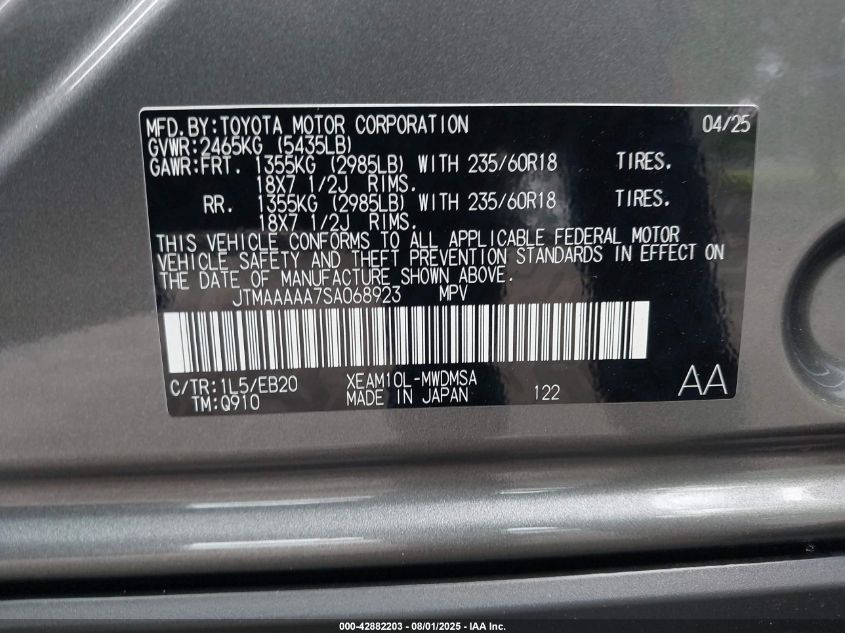 MFD.BY:TOYOTA MOTOR CORPORATION 04/25
GVWR:2465KG (5435LB)
GAWR:FRT. 1355KG (2985LB) WITH 235/60R18 TIRES.
18X7 1/2J RIMS.
RR. 1355KG (2985LB) WITH 235/60R18 TIRES.
18X7 1/2J RIMS.
THIS VEHICLE CONFORMS TO ALL APPLICABLE FEDERAL MOTOR
VEHICLE SAFETY AND THEFT PREVENTION STANDARDS IN EFFECT ON
THE DATE OF MANUFACTURE SHOWN ABOVE.
JTMAAAAA7SA068923 MPV
C/TR:1L5/EB20 XEAM10L-MWDMSA AA
TM:Q910 MADE IN JAPAN 122
000-42882203 - 08/01/2025 - IAA Inc.